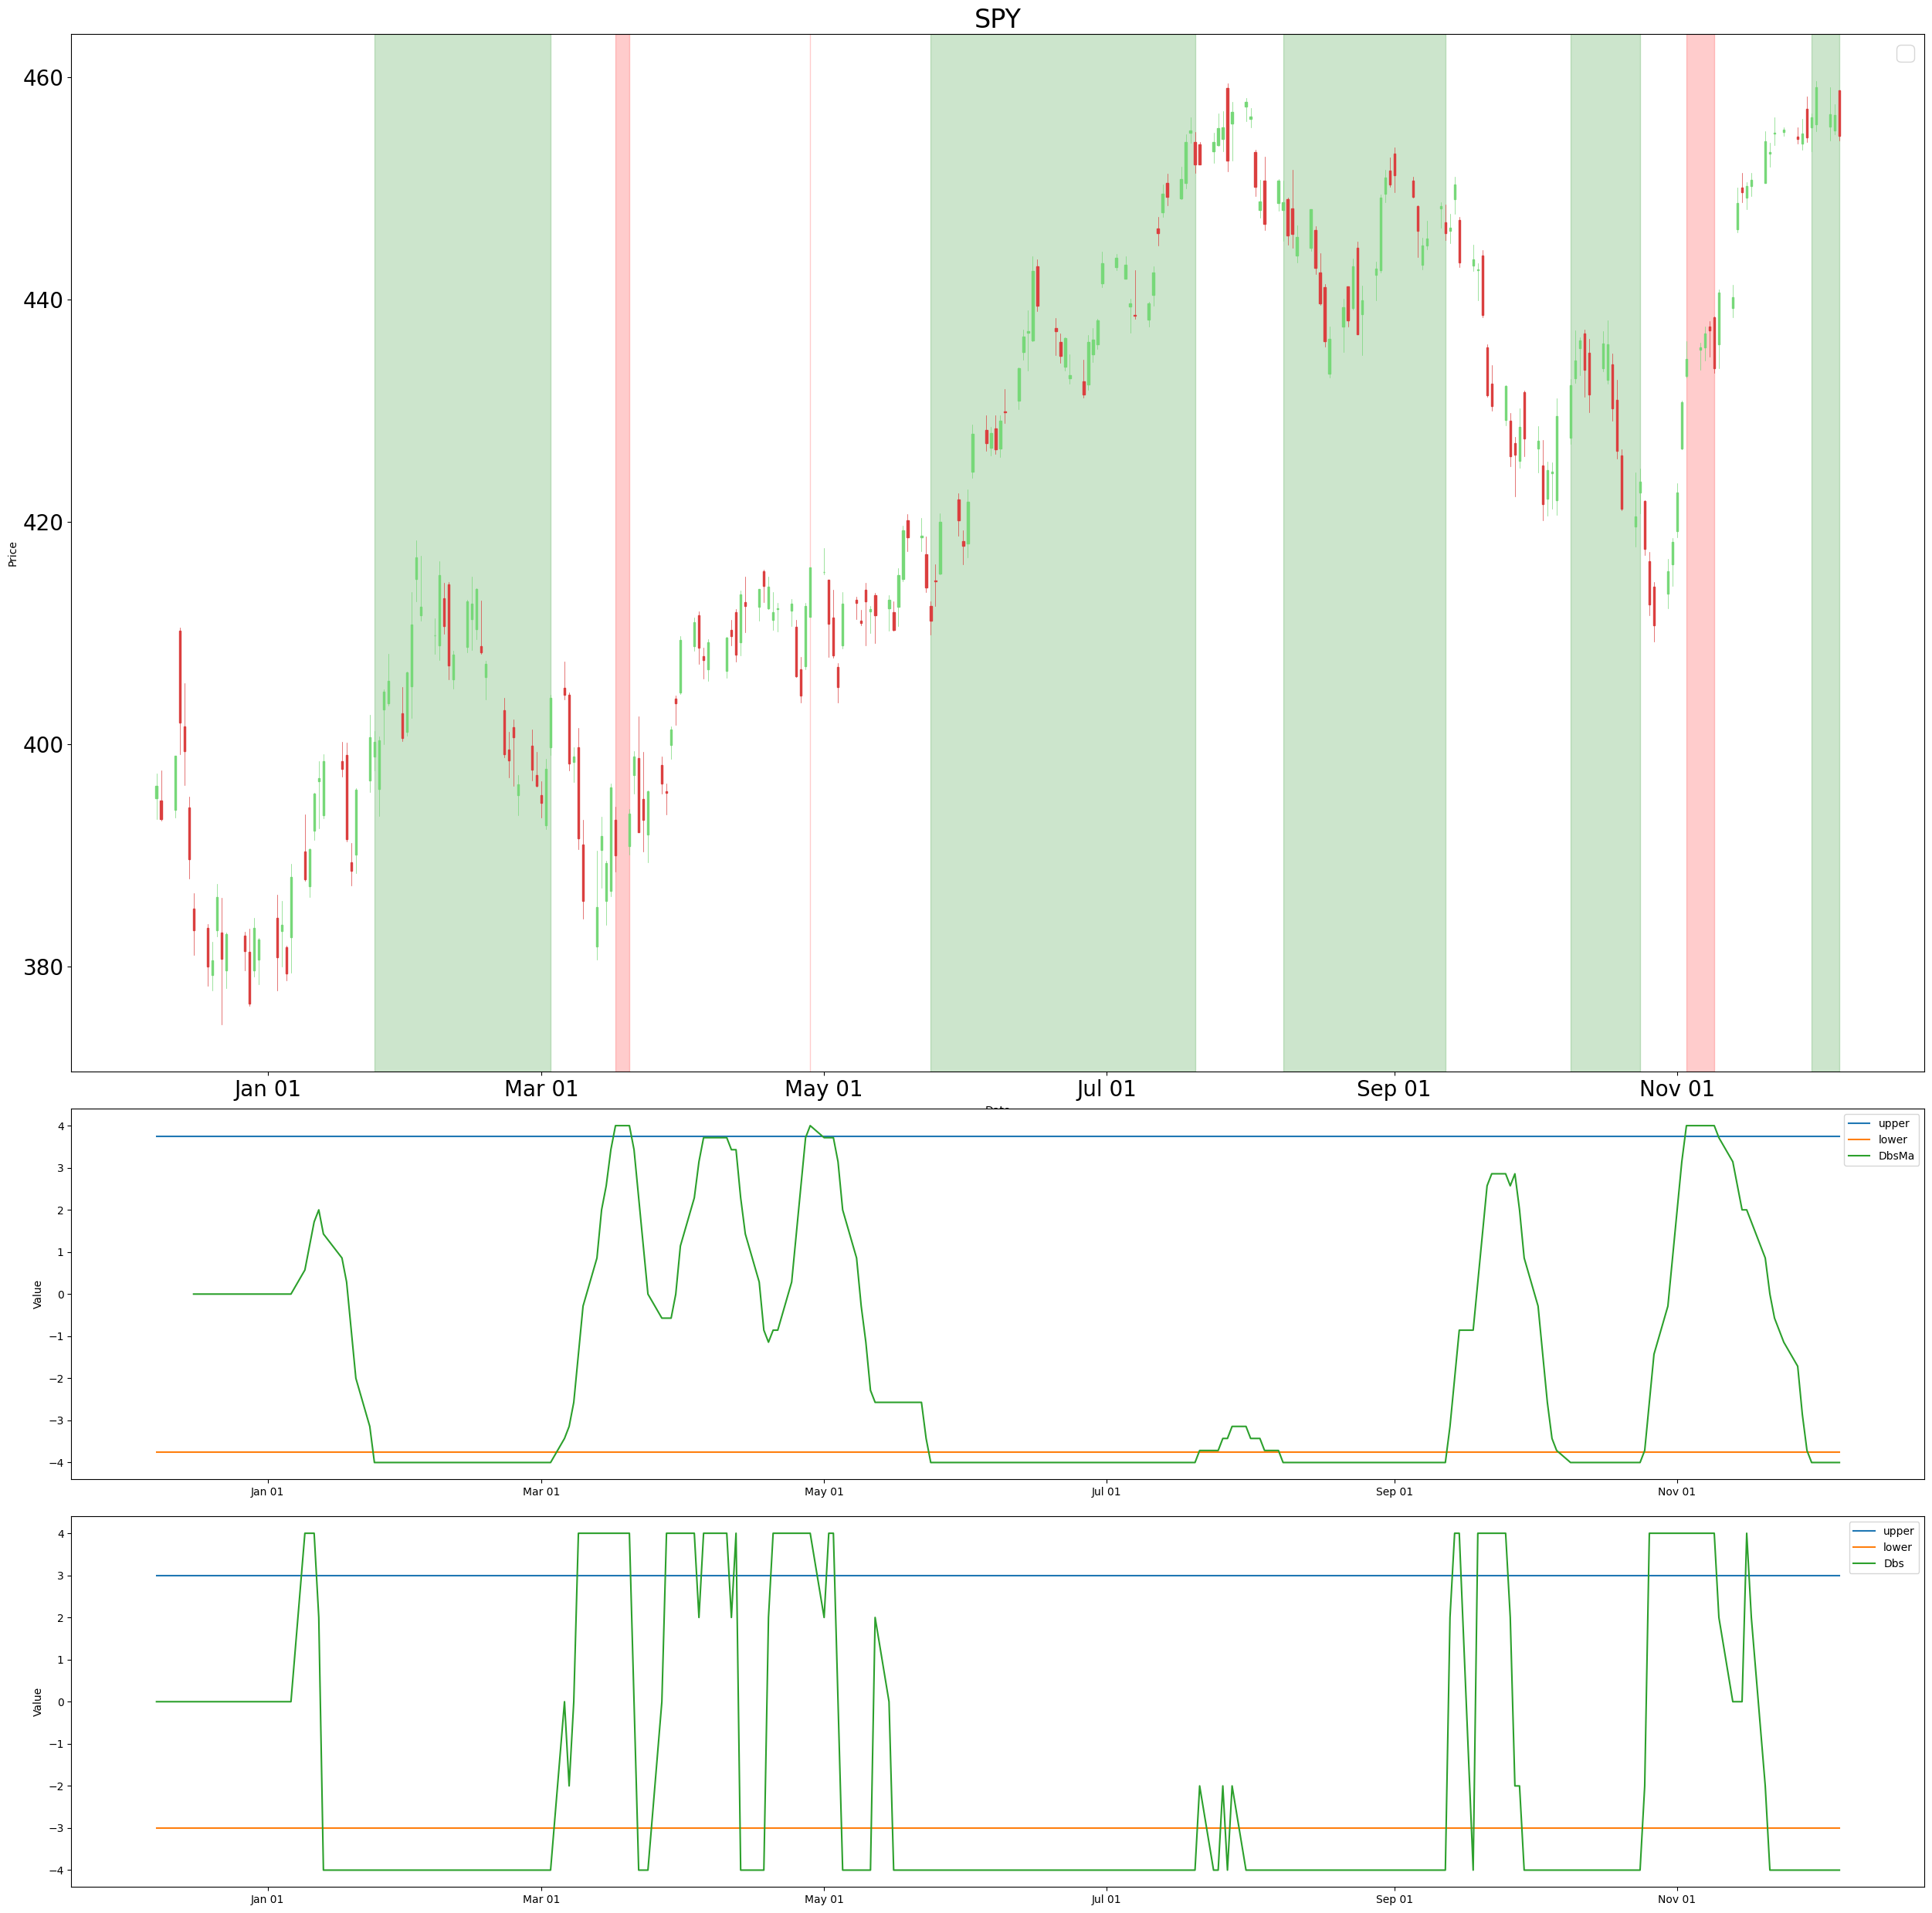 SPY
460
440
420
400
380
Price
Jan 01
Mar 01
May 01
Jul 01
Sep 01
Nov 01
4
3
2
1
0
−1
−2
−3
−4
Value
upper
lower
DbsMa
Jan 01
Mar 01
May 01
Jul 01
Sep 01
Nov 01
4
3
2
1
0
−1
−2
−3
−4
Value
upper
lower
Dbs
Jan 01
Mar 01
May 01
Jul 01
Sep 01
Nov 01